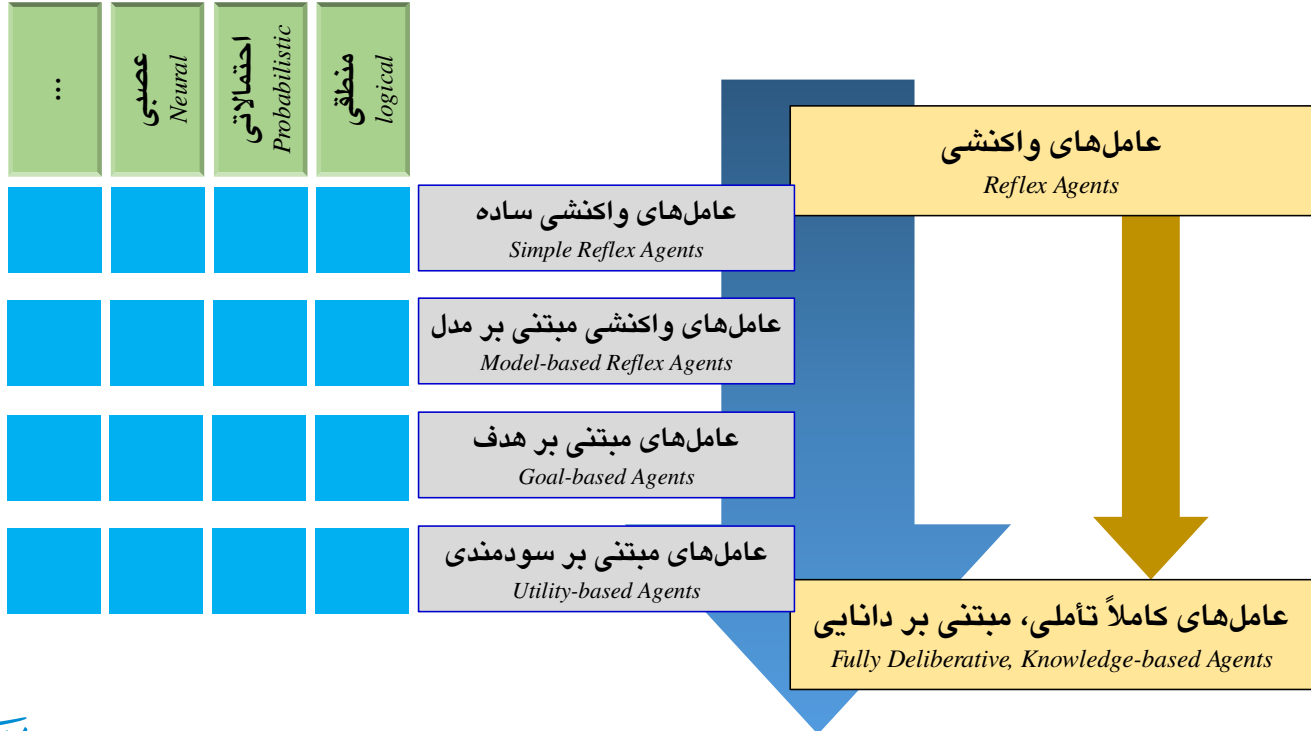 منطقی
logical
احتمالاتی
Probabilistic
عصبی
Neural
...
عامل‌های واکنشی
Reflex Agents
عامل‌های واکنشی ساده
Simple Reflex Agents
عامل‌های واکنشی مبتنی بر مدل
Model-based Reflex Agents
عامل‌های مبتنی بر هدف
Goal-based Agents
عامل‌های مبتنی بر سودمندی
Utility-based Agents
عامل‌های کاملاً تأملی، مبتنی بر دانایی
Fully Deliberative, Knowledge-based Agents